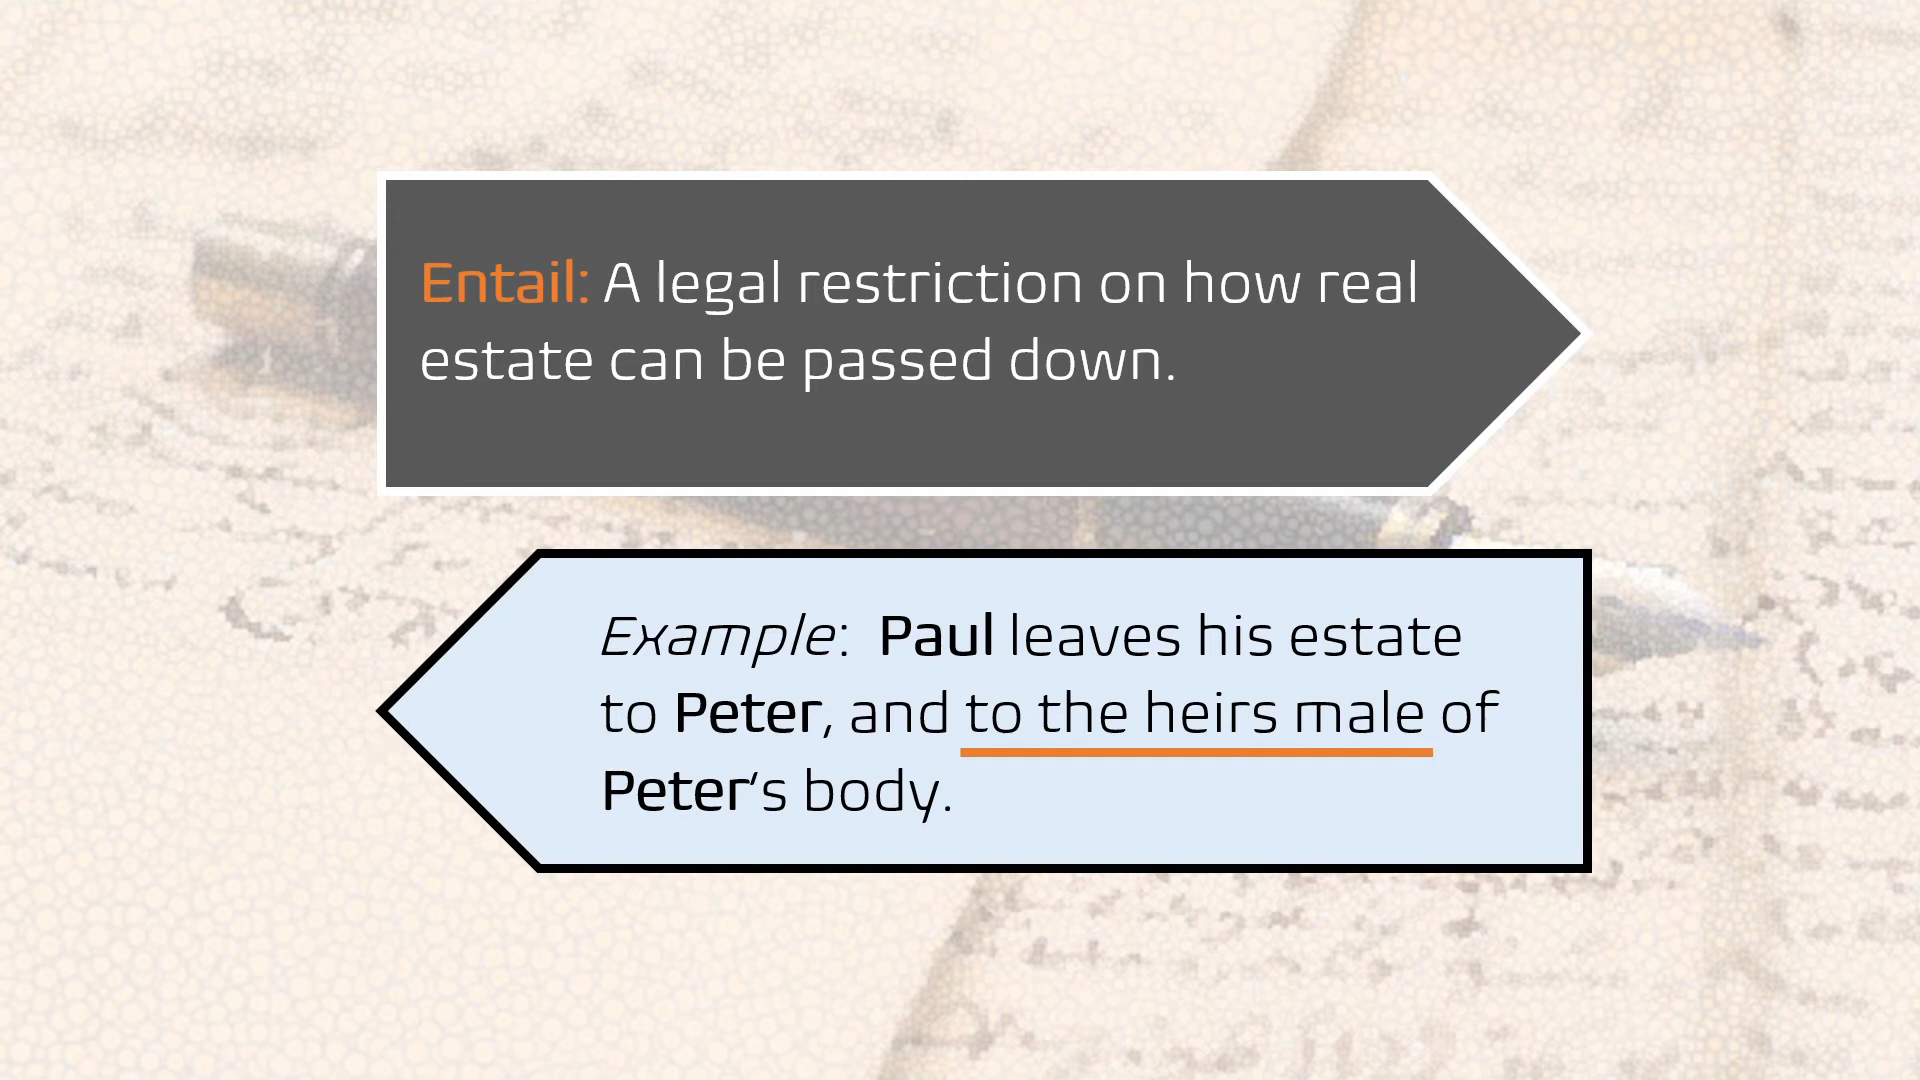 Entail: A legal restriction on how real
estate can be passed down.
Example: Paul leaves his estate
to Peter, and to the heirs male of
Peter‘s body.